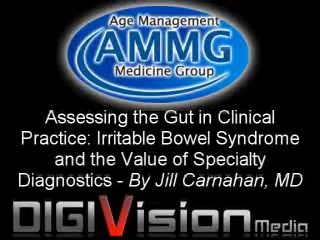 Age Management
AMMG
Medicine Group
Assessing the Gut in Clinical
Practice: Irritable Bowel Syndrome
and the Value of Specialty
Diagnostics - By Jill Carnahan, MD
DIGIVision Media